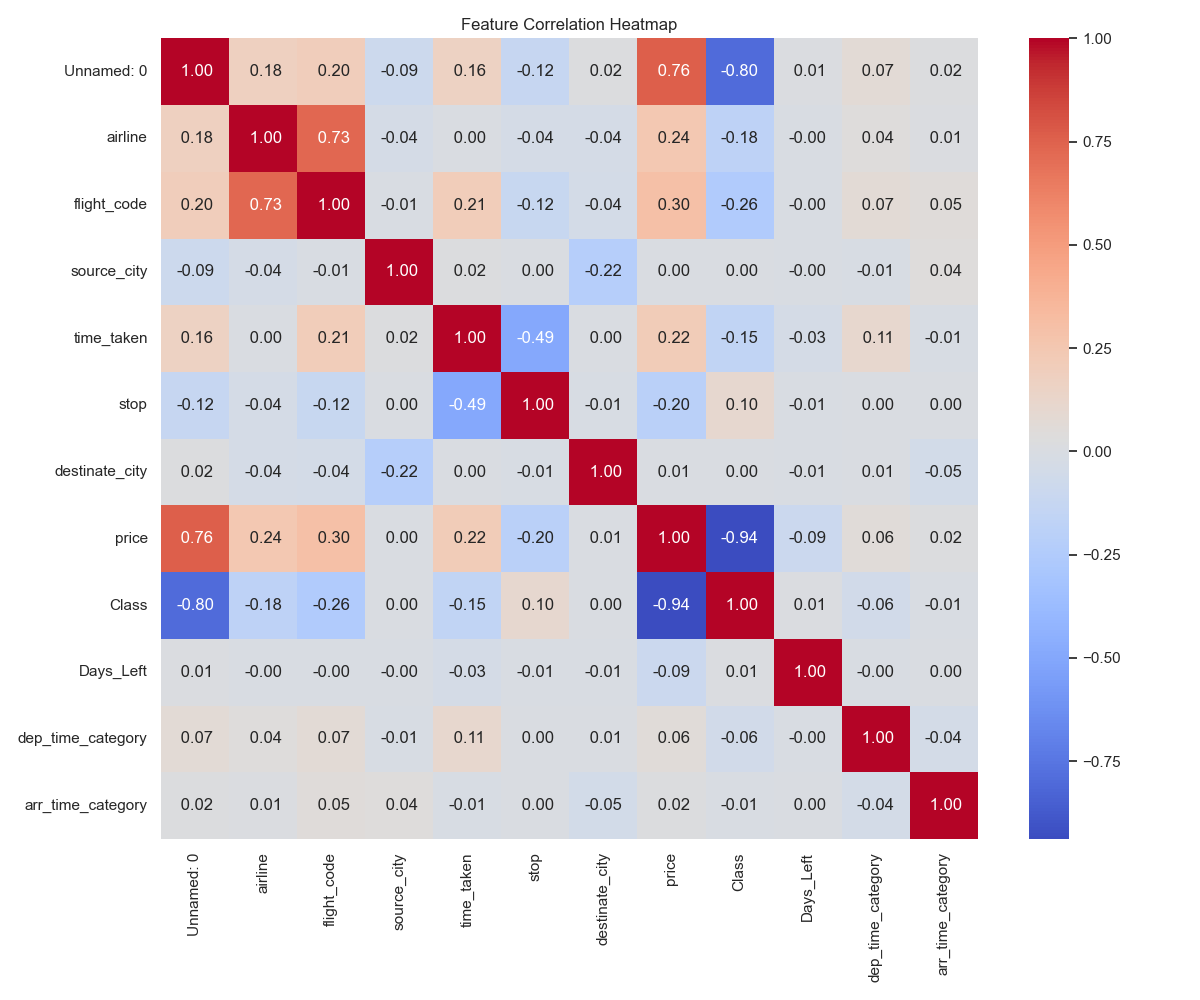 Feature Correlation Heatmap
Unnamed: 0 1.00 0.18 0.20 -0.09 0.16 -0.12 0.02 0.76 -0.80 0.01 0.07 0.02
airline 0.18 1.00 0.73 -0.04 0.00 -0.04 -0.04 0.24 -0.18 -0.00 0.04 0.01
flight_code 0.20 0.73 1.00 -0.01 0.21 -0.12 -0.04 0.30 -0.26 -0.00 0.07 0.05
source_city -0.09 -0.04 -0.01 1.00 0.02 0.00 -0.22 0.00 0.00 -0.00 -0.01 0.04
time_taken 0.16 0.00 0.21 0.02 1.00 -0.49 0.00 0.22 -0.15 -0.03 0.11 -0.01
stop -0.12 -0.04 -0.12 0.00 -0.49 1.00 -0.01 -0.20 0.10 -0.01 0.00 0.00
destinate_city 0.02 -0.04 -0.04 -0.22 0.00 -0.01 1.00 0.01 0.00 -0.01 0.01 -0.05
price 0.76 0.24 0.30 0.00 0.22 -0.20 0.01 1.00 -0.94 -0.09 0.06 0.02
Class -0.80 -0.18 -0.26 0.00 -0.15 0.10 0.00 -0.94 1.00 0.01 -0.06 -0.01
Days_Left 0.01 -0.00 -0.00 -0.00 -0.03 -0.01 -0.01 -0.09 0.01 1.00 -0.00 0.00
dep_time_category 0.07 0.04 0.07 -0.01 0.11 0.00 0.01 0.06 -0.06 -0.00 1.00 -0.04
arr_time_category 0.02 0.01 0.05 0.04 -0.01 0.00 -0.05 0.02 -0.01 0.00 -0.04 1.00
Unnamed: 0
airline
flight_code
source_city
time_taken
stop
destinate_city
price
Class
Days_Left
dep_time_category
arr_time_category
1.00
0.75
0.50
0.25
0.00
−0.25
−0.50
−0.75